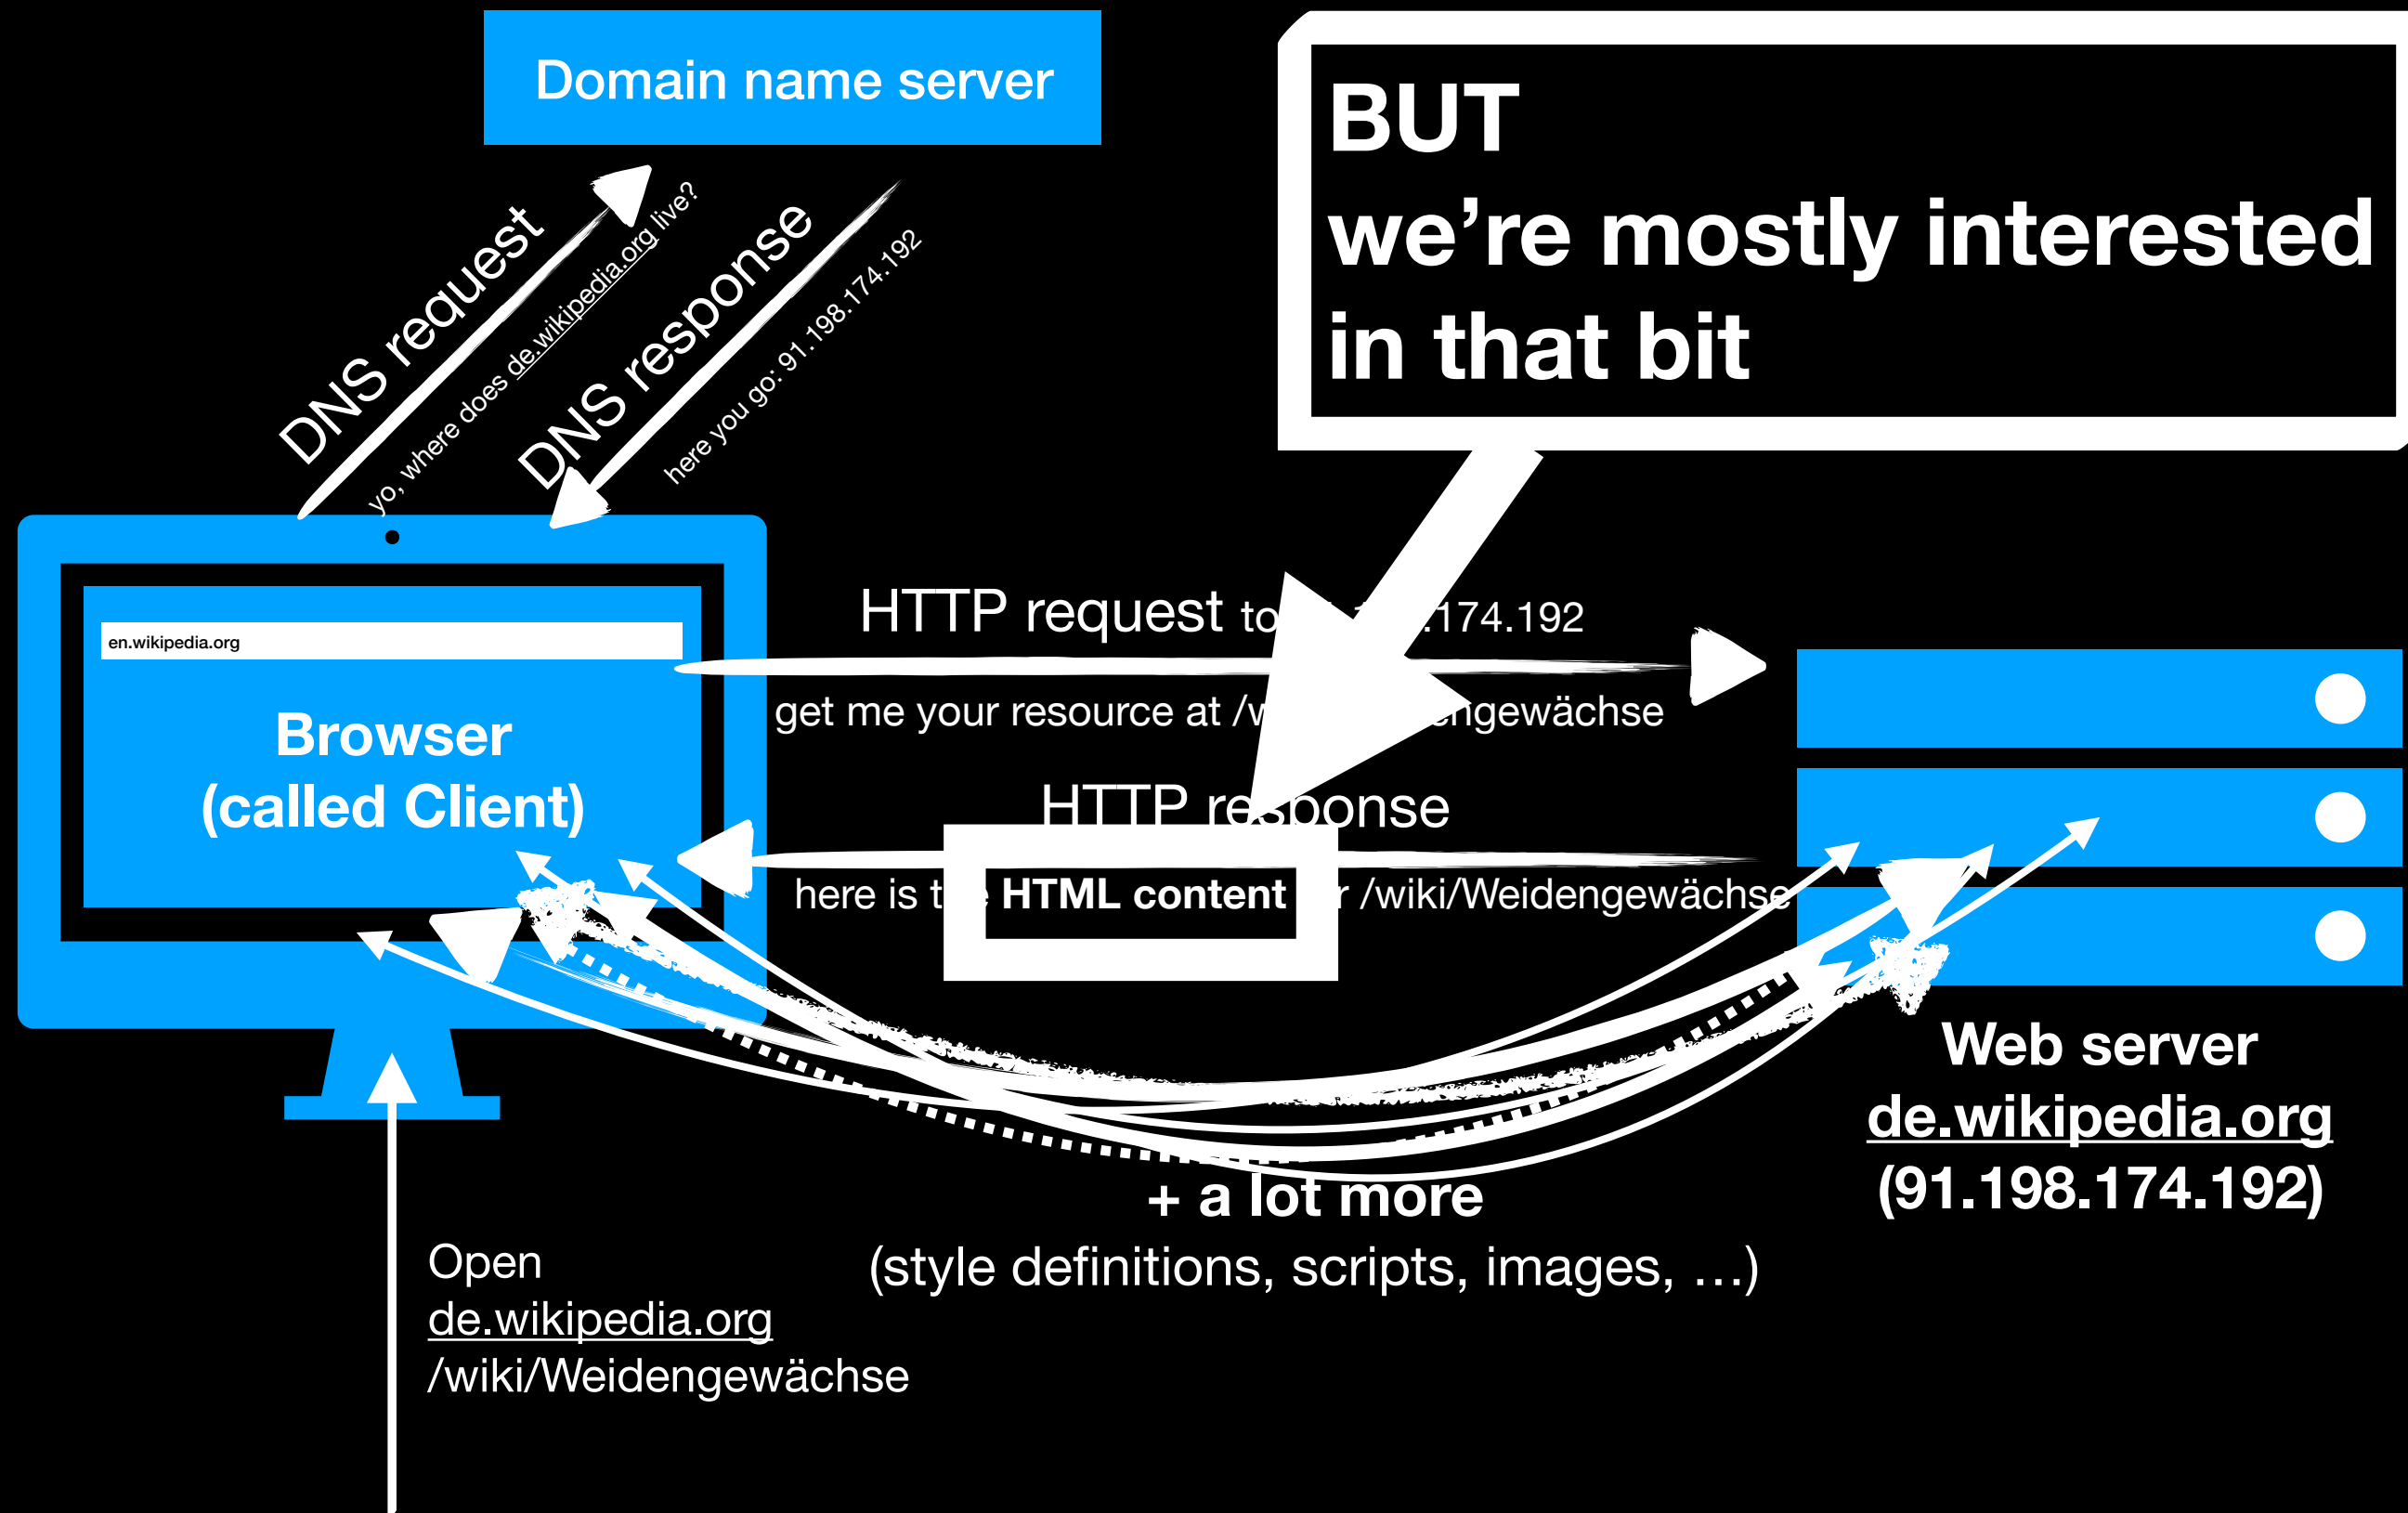 Domain name server
BUT
we’re mostly interested
in that bit
DNS request
yo, where does de.wikipedia.org live?
DNS response
here you go: 91.198.174.192
en.wikipedia.org
Browser
(called Client)
HTTP request to .174.192
get me your resource at
HTTP response
here is HTML content /wiki/Weidengewächse
Web server
de.wikipedia.org
(91.198.174.192)
+ a lot more
(style definitions, scripts, images, …)
Open
de.wikipedia.org
/wiki/Weidengewächse